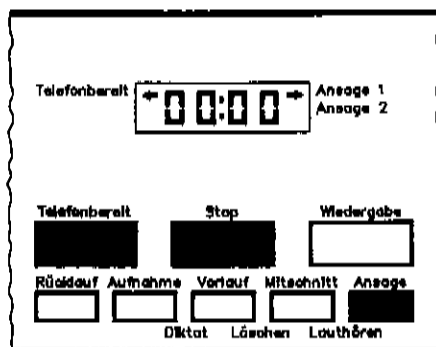 Telefonbereit ← 00:00 → Ansage 1
Ansage 2
Telefonbereit Stop Wiedergabe
Rücklauf Aufnahme Vorlauf Mitschnitt Ansage
Diktat Löschen Lauthören